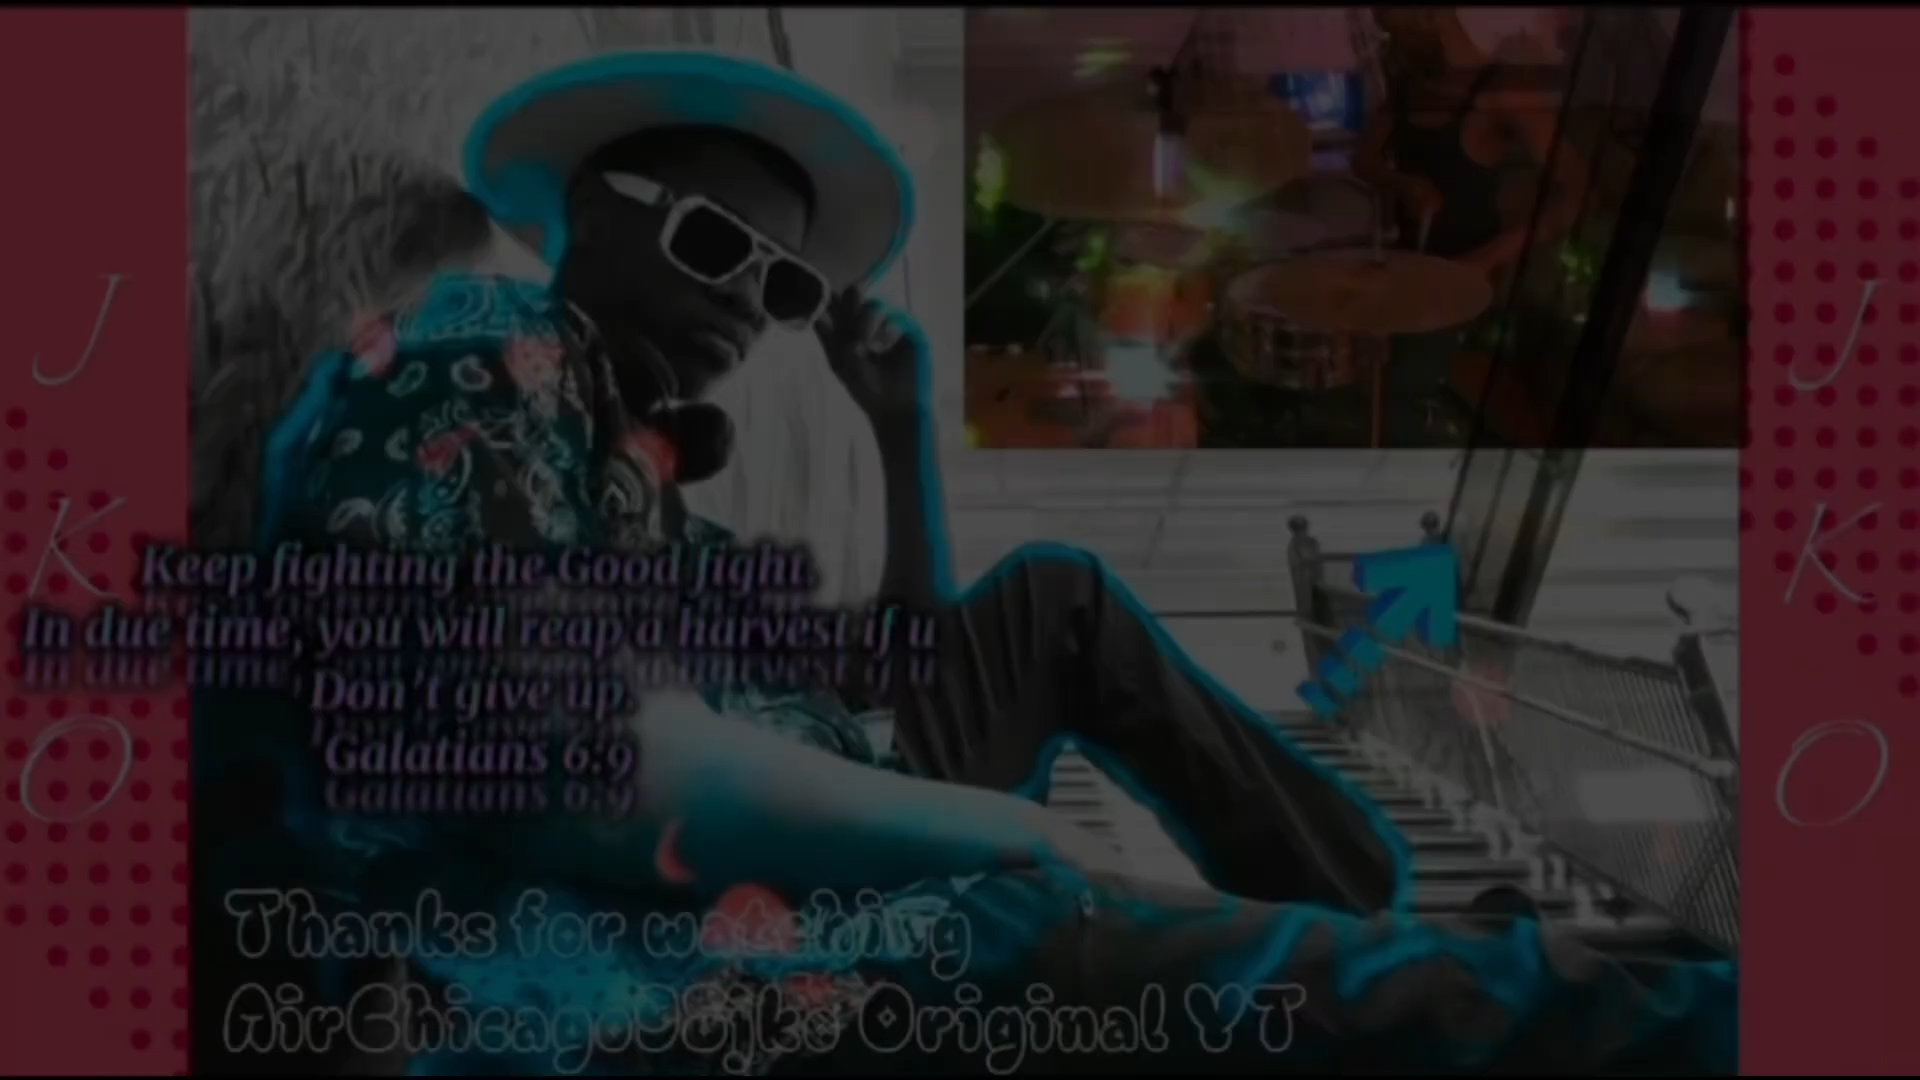 J
K
O
J
K
O
Keep fighting the Good fight.
In due time, you will reap a harvest if u
Don't give up.
Galatians 6:9
Thanks for watching
Original YT